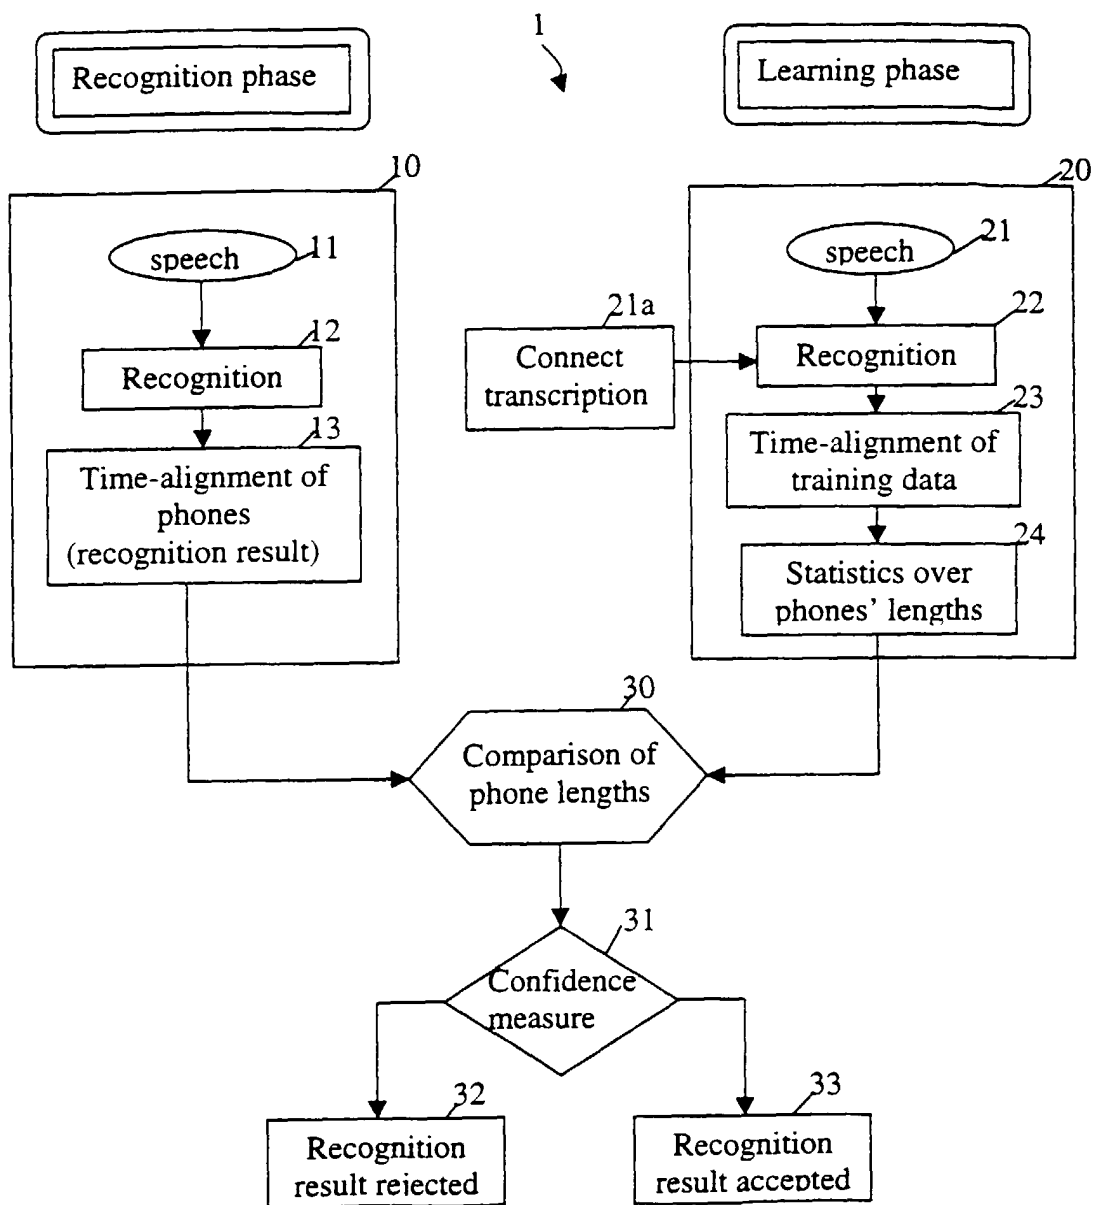 1
Recognition phase
Learning phase
10
20
speech
11
speech
21
12
Recognition
21a
Connect
transcription
22
Recognition
13
Time-alignment of
phones
(recognition result)
23
Time-alignment of
training data
24
Statistics over
phones' lengths
30
Comparison of
phone lengths
31
Confidence
measure
32
Recognition
result rejected
33
Recognition
result accepted